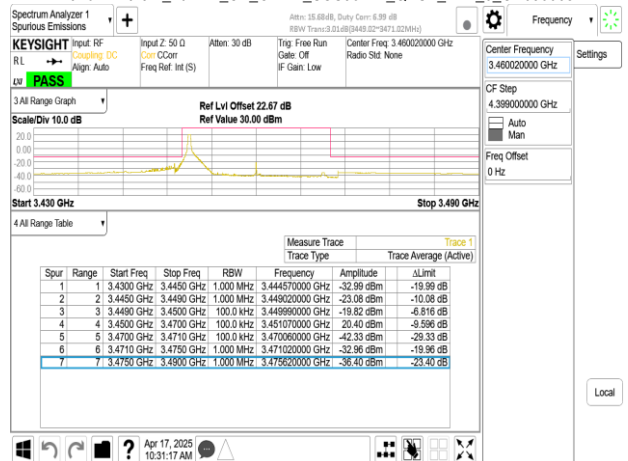 Spectrum Analyzer 1
Spurious Emissions
Attn: 15.68dB, Duty Corr: 6.99 dB
RBW Trans:3.01dB(3449.02~3471.02MHz)
Frequency
KEYSIGHT Input: RF Input Z: 50 Ω Atten: 30 dB Trig: Free Run Center Freq: 3.460020000 GHz
RL Coupling: DC Corr CCorr Gate: Off Radio Std: None
Align: Auto Freq Ref: Int (S) IF Gain: Low
LXI PASS
Center Frequency
3.460020000 GHz
Settings
CF Step
4.399000000 GHz
Auto
Man
Freq Offset
0 Hz
3 All Range Graph
Ref Lvl Offset 22.67 dB
Scale/Div 10.0 dB Ref Value 30.00 dBm
20.0
0.00
-20.0
-40.0
-60.0
Start 3.430 GHz Stop 3.490 GHz
4 All Range Table
Measure Trace Trace 1
Trace Type Trace Average (Active)
Spur Range Start Freq Stop Freq RBW Frequency Amplitude ΔLimit
1 1 3.4300 GHz 3.4450 GHz 1.000 MHz 3.444570000 GHz -32.99 dBm -19.99 dB
2 2 3.4450 GHz 3.4490 GHz 1.000 MHz 3.449020000 GHz -23.08 dBm -10.08 dB
3 3 3.4490 GHz 3.4500 GHz 100.0 kHz 3.449990000 GHz -19.82 dBm -6.816 dB
4 4 3.4500 GHz 3.4700 GHz 100.0 kHz 3.451070000 GHz 20.40 dBm -9.596 dB
5 5 3.4700 GHz 3.4710 GHz 100.0 kHz 3.470060000 GHz -42.33 dBm -29.33 dB
6 6 3.4710 GHz 3.4750 GHz 1.000 MHz 3.471020000 GHz -32.96 dBm -19.96 dB
7 7 3.4750 GHz 3.4900 GHz 1.000 MHz 3.475620000 GHz -36.40 dBm -23.40 dB
Local
? Apr 17, 2025
10:31:17 AM